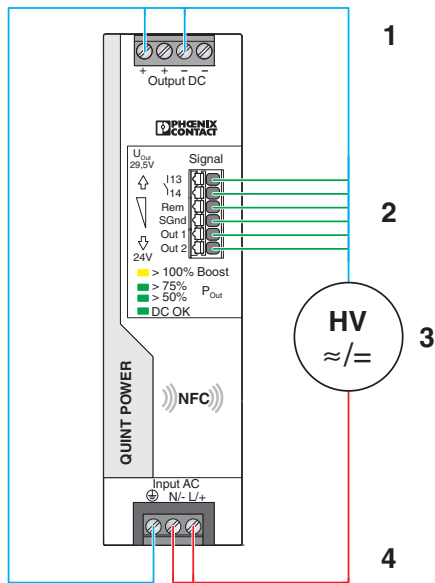 1
+ + − −
Output DC
PHŒNIX
CONTACT
UOut
29,5V
Signal
13
14
Rem
SGnd
Out 1
Out 2
24V
2
> 100% Boost
> 75%
> 50%
POut
DC OK
HV
≈/=
3
QUINT POWER
NFC
Input AC
N/- L/+
4